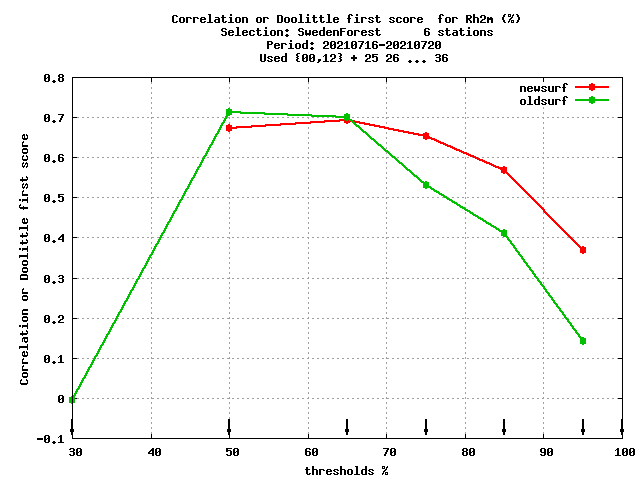 Correlation or Doolittle first score  for Rh2m (%)
Selection: SwedenForest      6 stations
Period: 20210716-20210720
Used {00,12} + 25 26 ... 36
newsurf
oldsurf
Correlation or Doolittle first score
0.8
0.7
0.6
0.5
0.4
0.3
0.2
0.1
0
-0.1
30 40 50 60 70 80 90 100
thresholds %